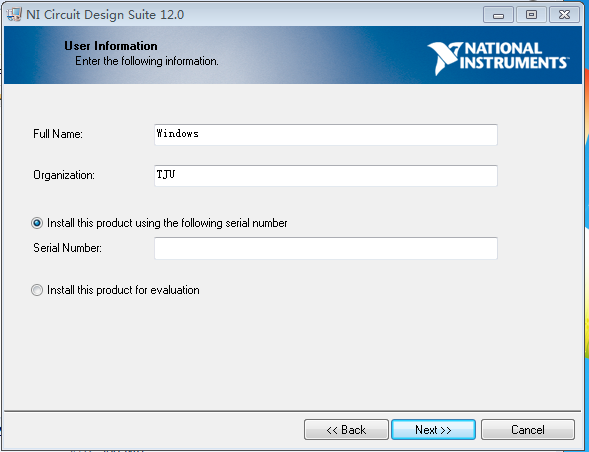 NI Circuit Design Suite 12.0
User Information
Enter the following information.
NATIONAL
INSTRUMENTS™
Full Name:
Windows
Organization:
TJU
Install this product using the following serial number
Serial Number:
Install this product for evaluation
<< Back
Next >>
Cancel